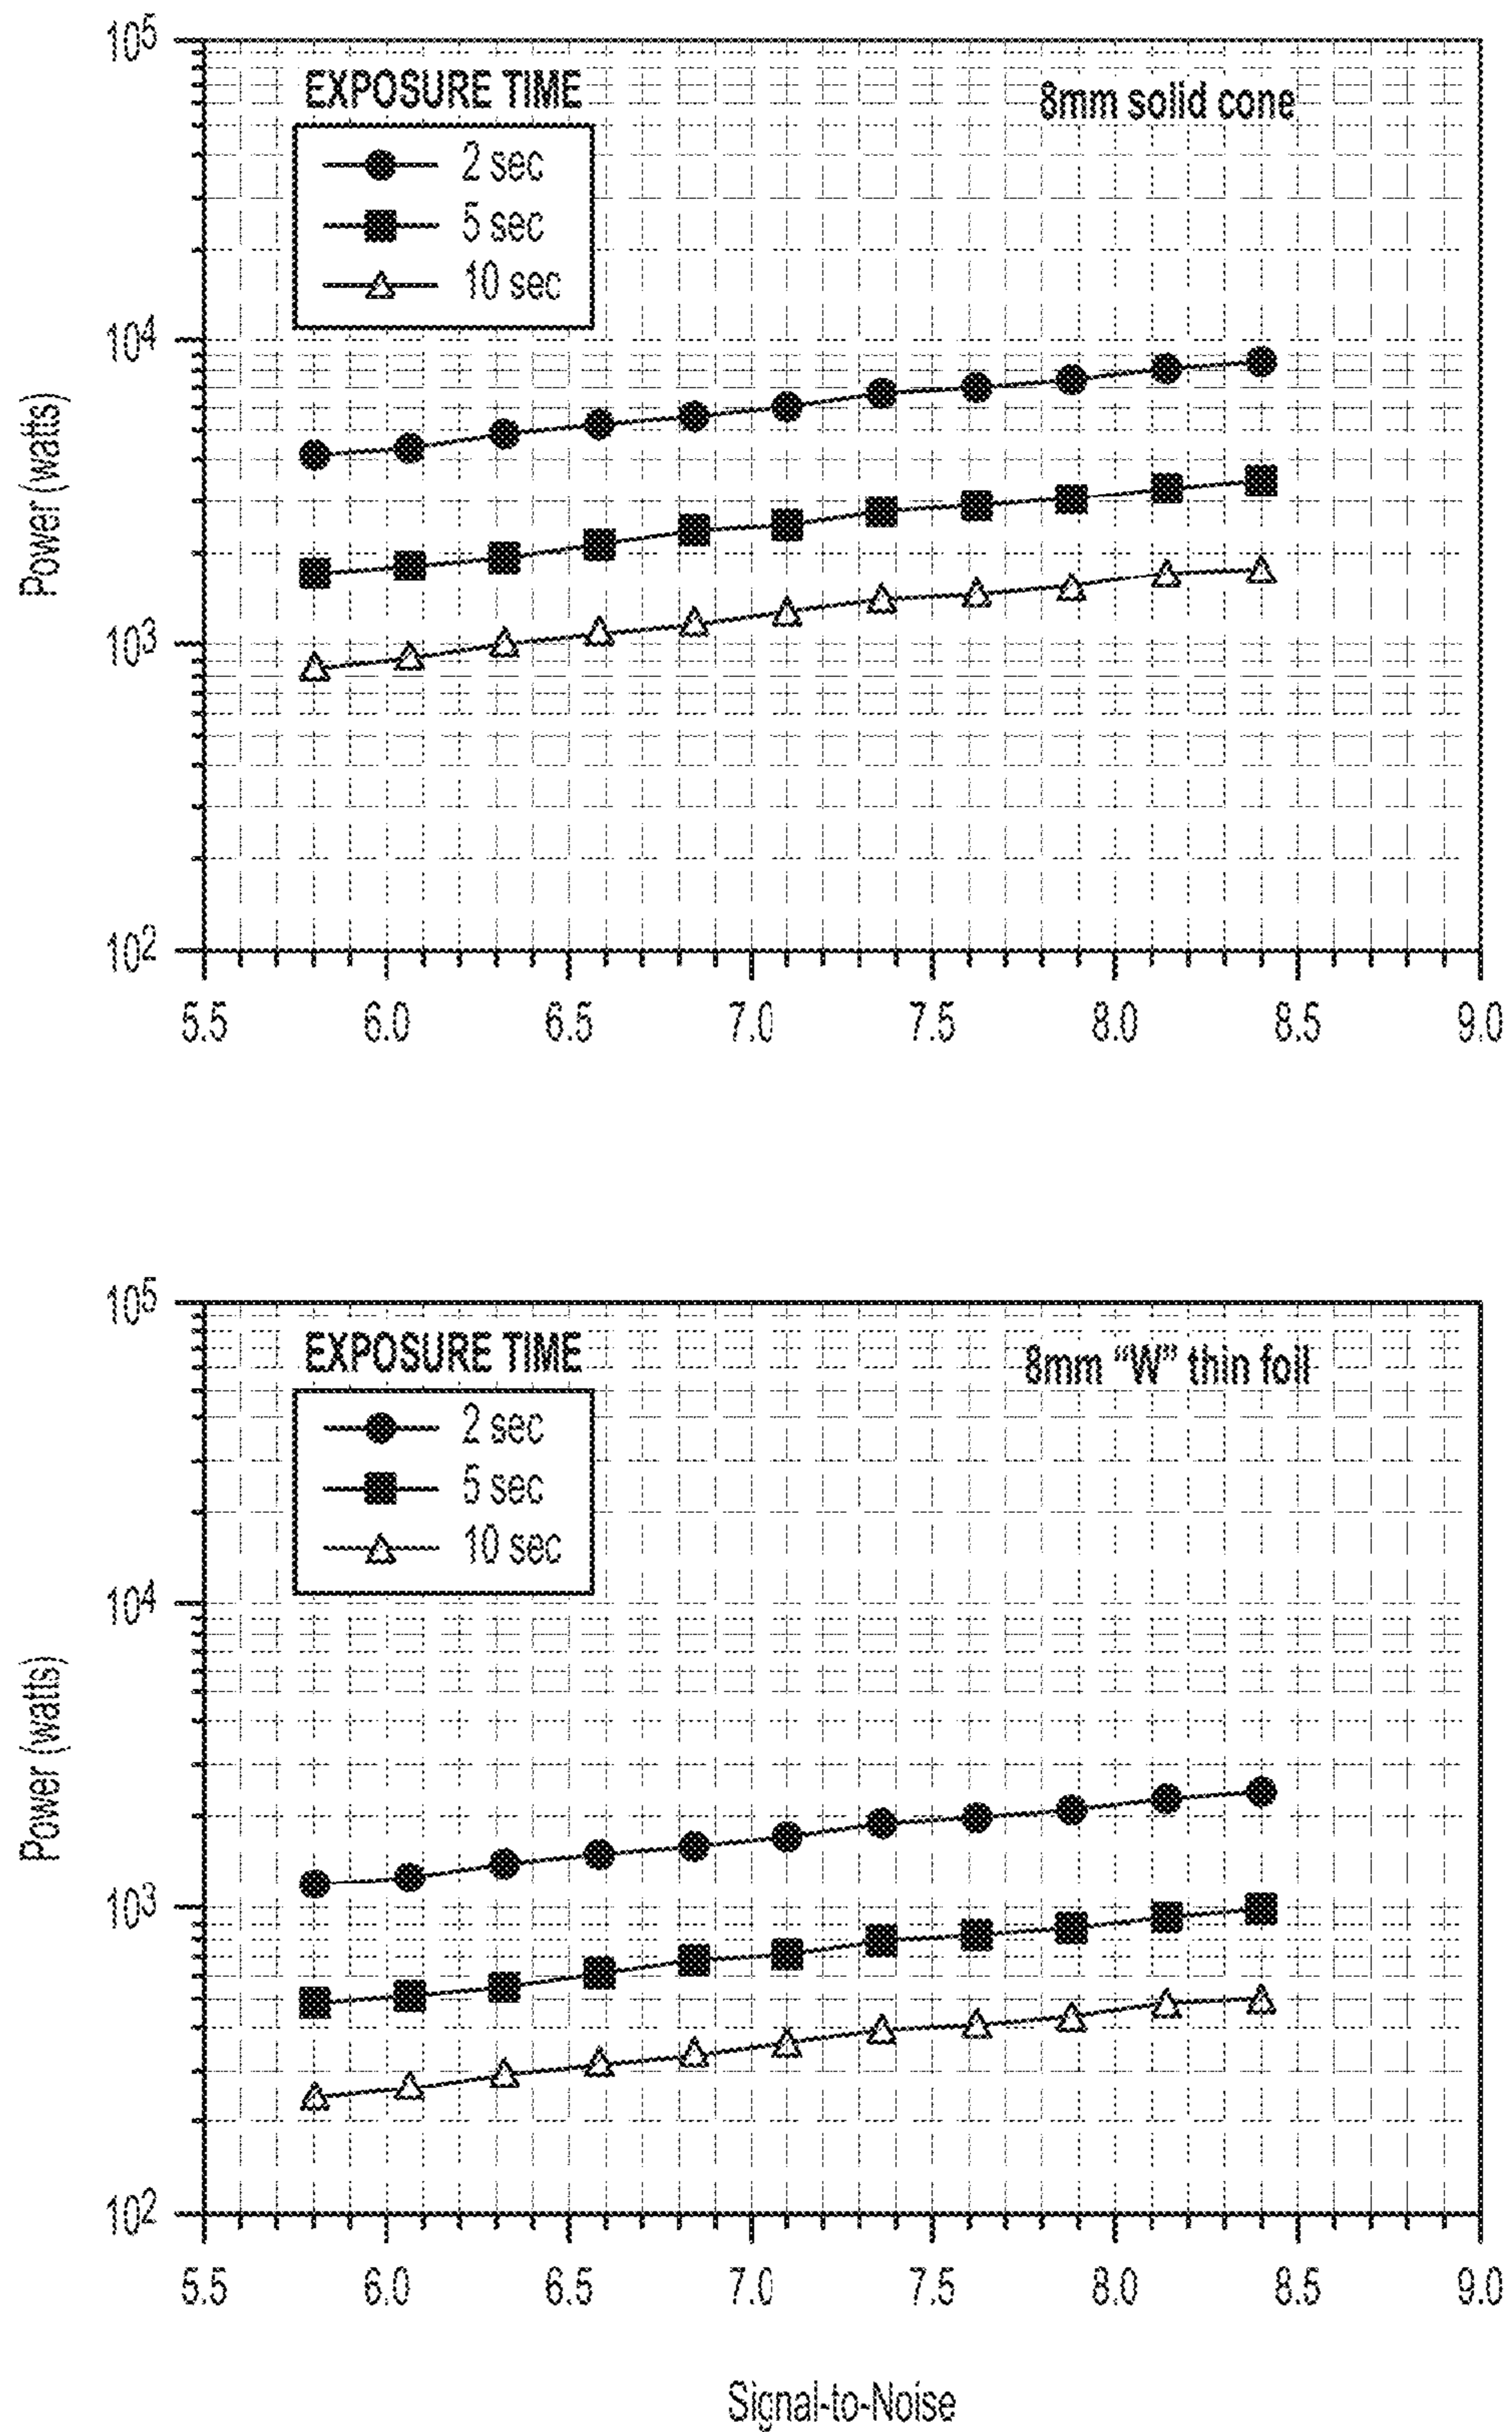 10⁵
EXPOSURE TIME
8mm solid cone
2 sec
5 sec
10 sec
10⁴
Power (watts)
10³
10²
5.5 6.0 6.5 7.0 7.5 8.0 8.5 9.0
10⁵
EXPOSURE TIME
8mm “W” thin foil
2 sec
5 sec
10 sec
10⁴
Power (watts)
10³
10²
5.5 6.0 6.5 7.0 7.5 8.0 8.5 9.0
Signal-to-Noise